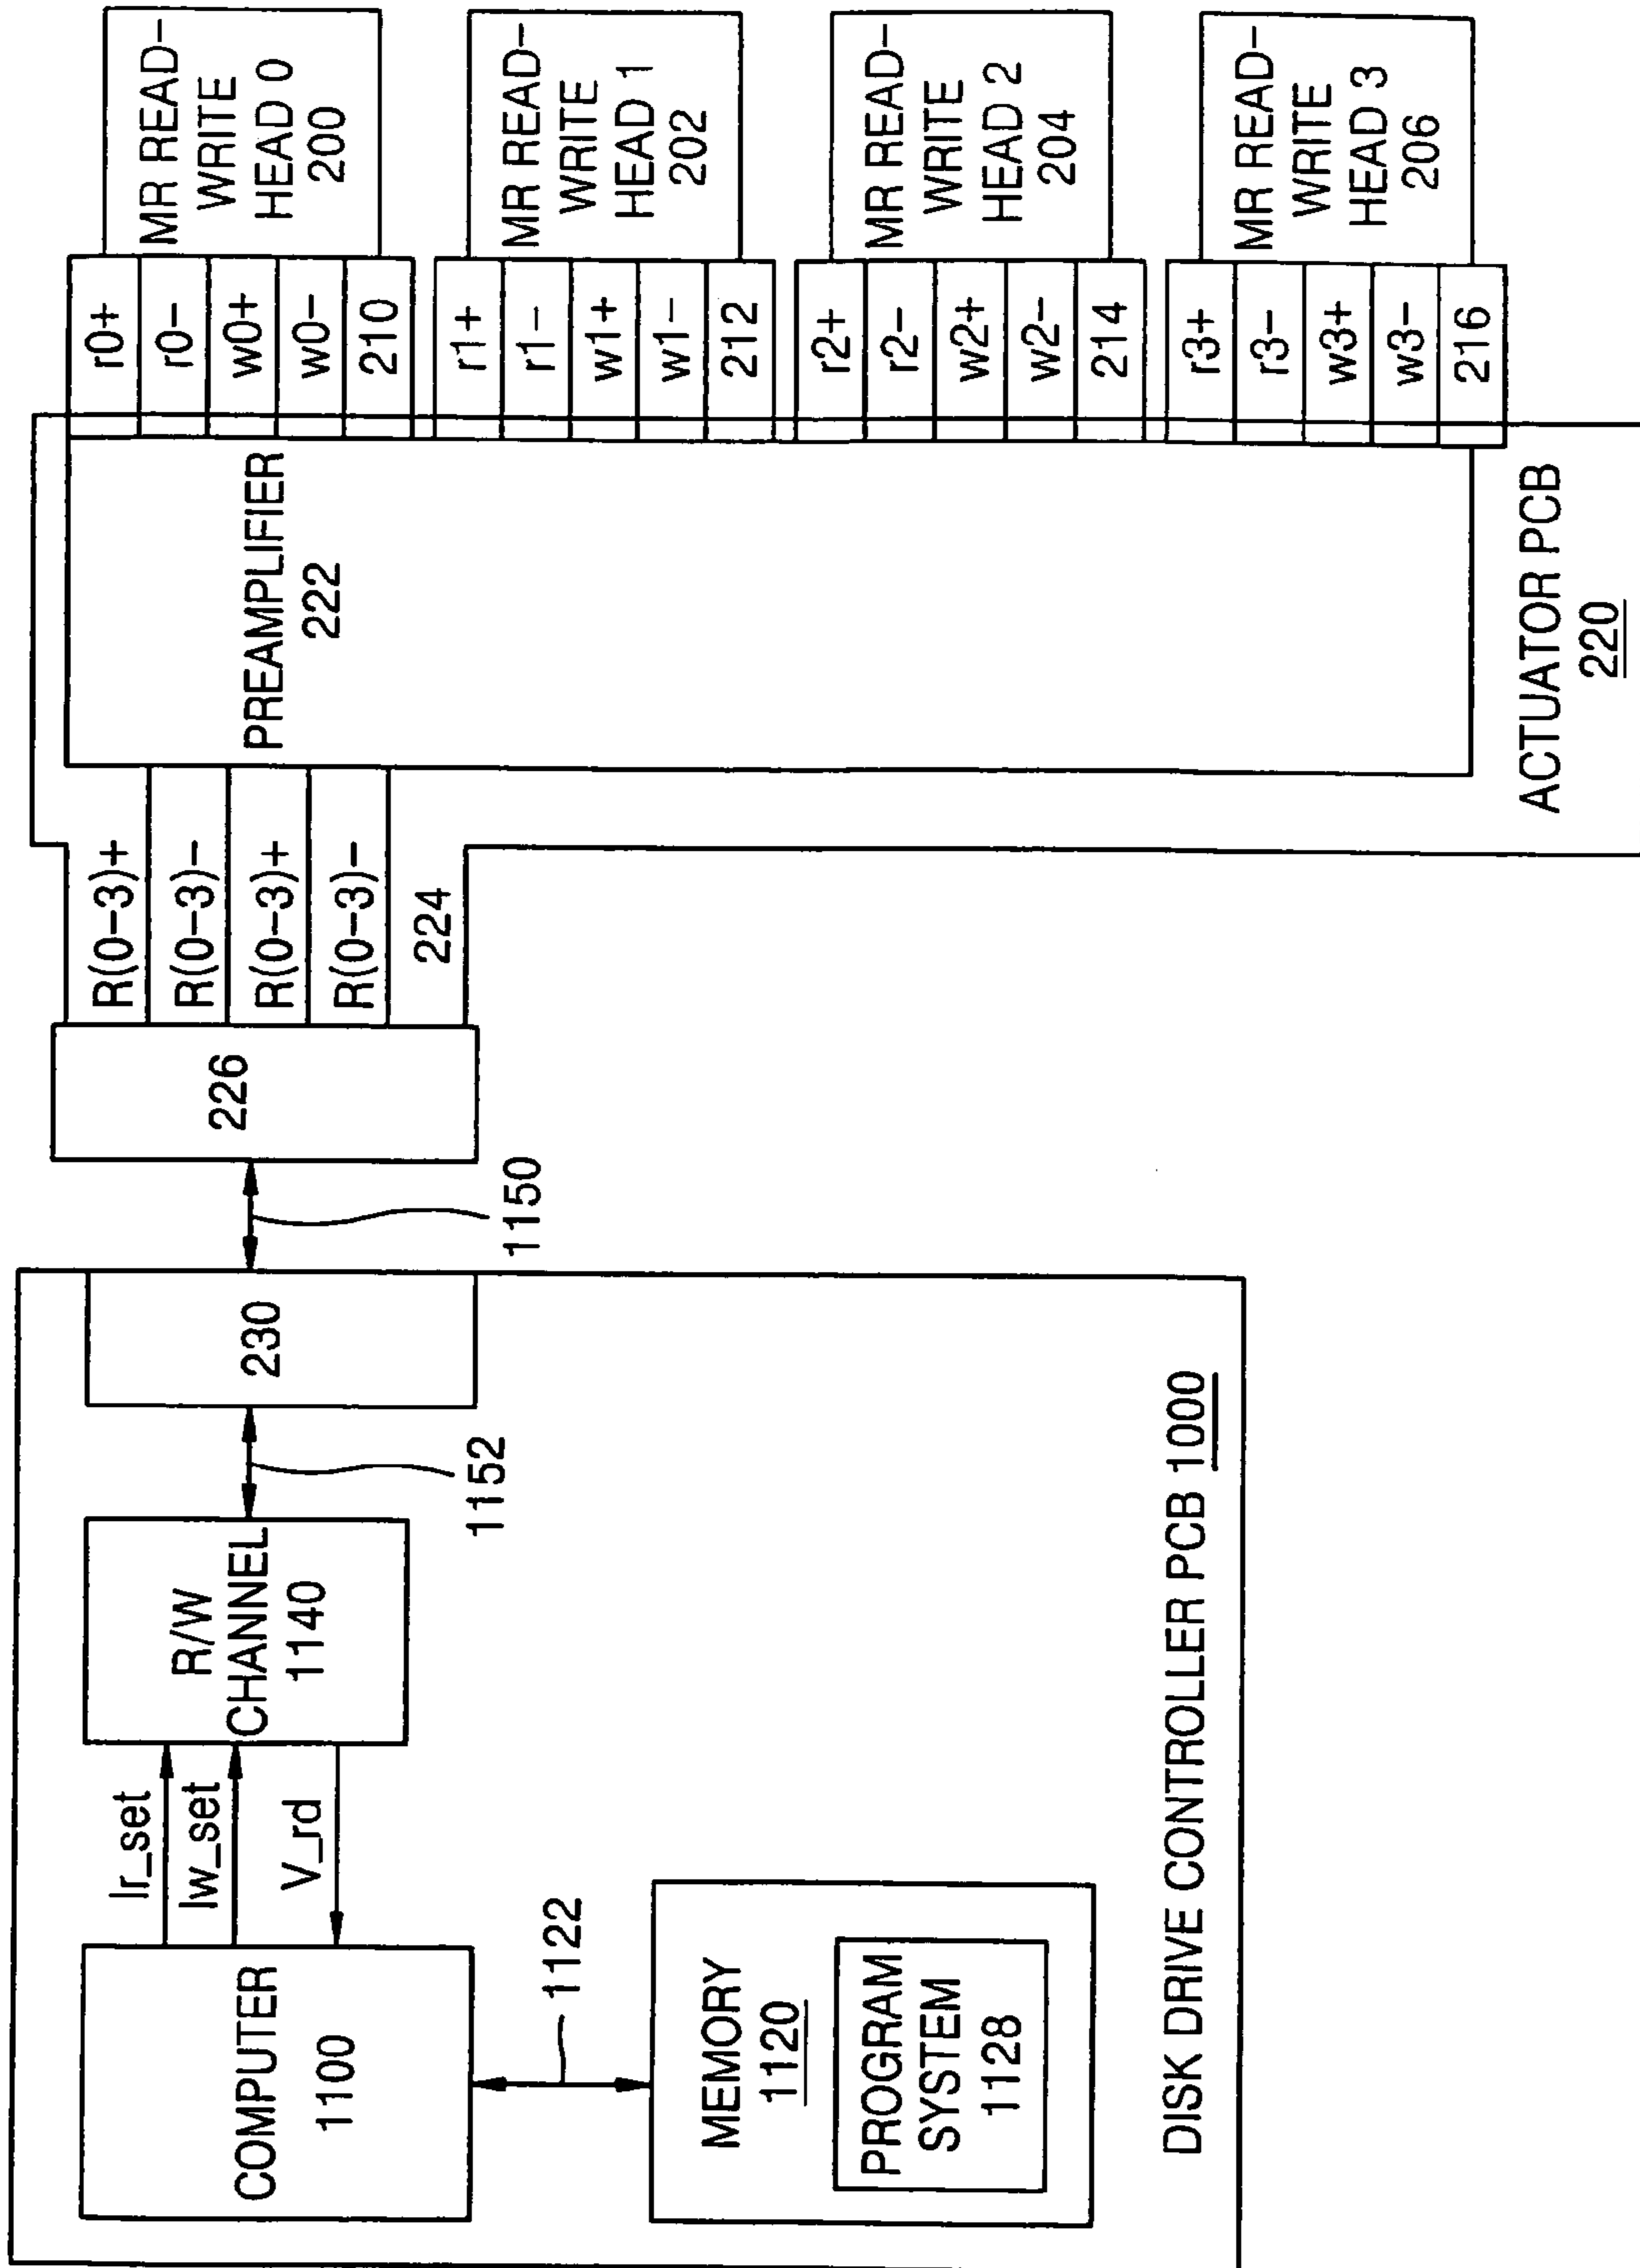 COMPUTER
1100
Ir_set
Iw_set
V_rd
R/W
CHANNEL
1140
1152
230
1150
226
R(0-3)+
R(0-3)-
R(0-3)+
R(0-3)-
224
PREAMPLIFIER
222
r0+
r0-
w0+
w0-
210
MR READ-
WRITE
HEAD 0
200
r1+
r1-
w1+
w1-
212
MR READ-
WRITE
HEAD 1
202
r2+
r2-
w2+
w2-
214
MR READ-
WRITE
HEAD 2
204
r3+
r3-
w3+
w3-
216
MR READ-
WRITE
HEAD 3
206
1122
MEMORY
1120
PROGRAM
SYSTEM
1128
DISK DRIVE CONTROLLER PCB 1000
ACTUATOR PCB
220